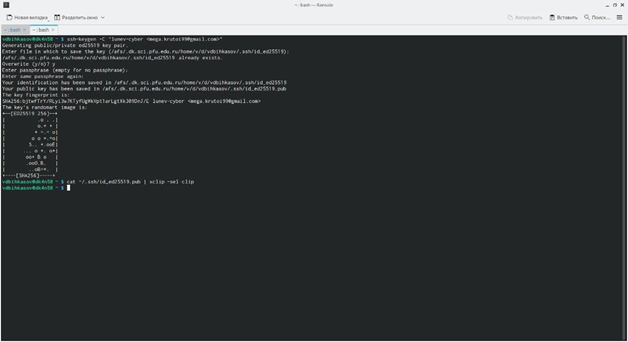 ~ : bash — Konsole
Новая вкладка Разделить окно Копировать Вставить Поиск...
~ : bash ~ : bash
vdbihkasov@dk4n58 ~ $ ssh-keygen -C "lunev-cyber <mega.krutoi99@gmail.com>"
Generating public/private ed25519 key pair.
Enter file in which to save the key (/afs/.dk.sci.pfu.edu.ru/home/v/d/vdbihkasov/.ssh/id_ed25519):
/afs/.dk.sci.pfu.edu.ru/home/v/d/vdbihkasov/.ssh/id_ed25519 already exists.
Overwrite (y/n)? y
Enter passphrase (empty for no passphrase):
Enter same passphrase again:
Your identification has been saved in /afs/.dk.sci.pfu.edu.ru/home/v/d/vdbihkasov/.ssh/id_ed25519
Your public key has been saved in /afs/.dk.sci.pfu.edu.ru/home/v/d/vdbihkasov/.ssh/id_ed25519.pub
The key fingerprint is:
lunev-cyber <mega.krutoi99@gmail.com>
The key's randomart image is:
+--[ED25519 256]--+
+----[SHA256]-----+
vdbihkasov@dk4n58 ~ $ cat ~/.ssh/id_ed25519.pub | xclip -sel clip
vdbihkasov@dk4n58 ~ $